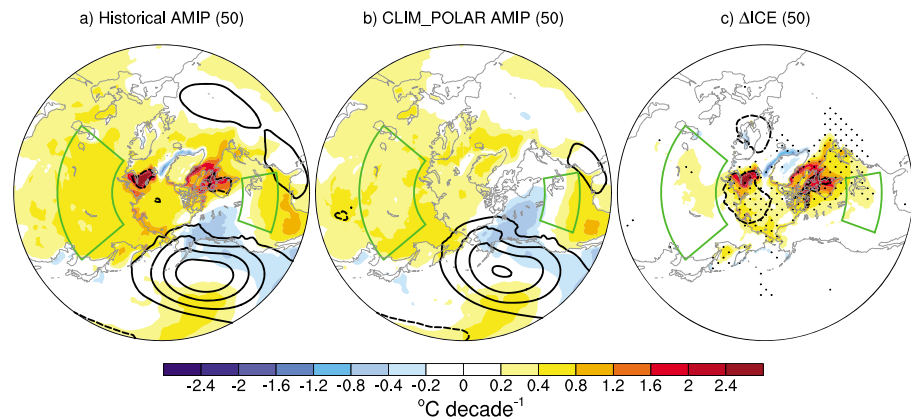 a) Historical AMIP (50) b) CLIM_POLAR AMIP (50) c) ΔICE (50)
-2.4 -2 -1.6 -1.2 -0.8 -0.4 -0.2 0 0.2 0.4 0.8 1.2 1.6 2 2.4
°C decade⁻¹